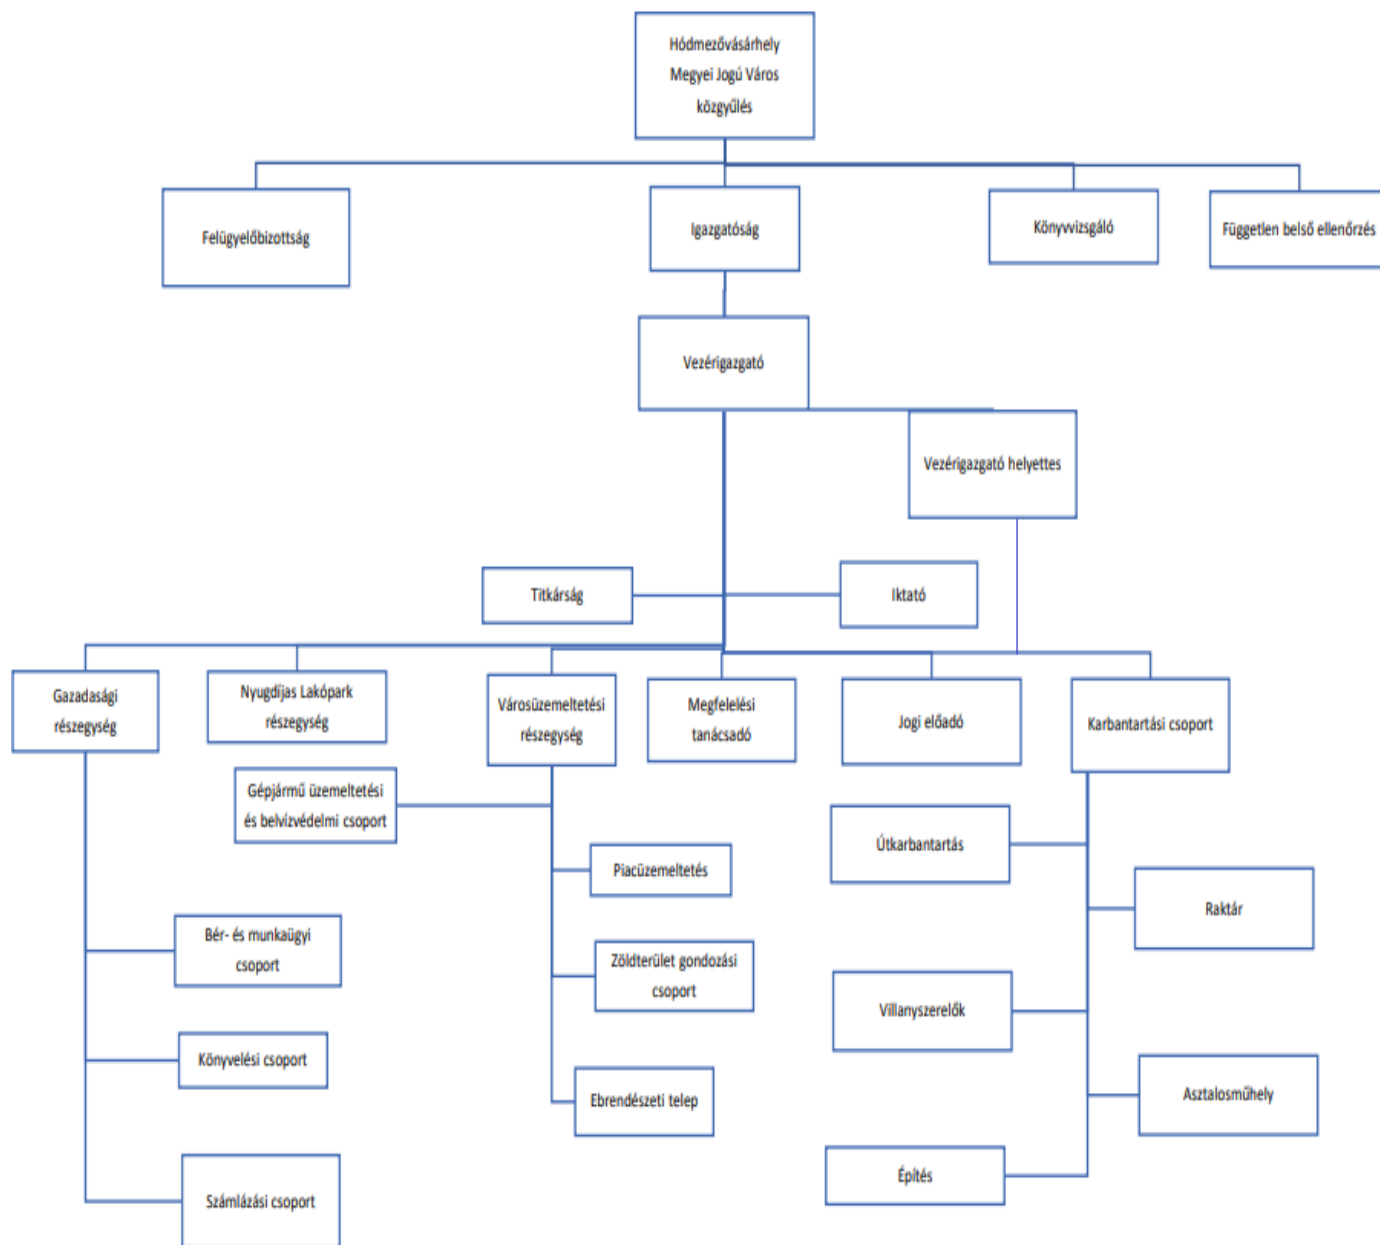 Hódmezővásárhely
Megyei Jogú Város
közgyűlés
Felügyelőbizottság
Igazgatóság
Könyvvizsgáló
Független belső ellenőrzés
Vezérigazgató
Vezérigazgató helyettes
Titkárság
Iktató
Gazadasági
részegység
Nyugdíjas Lakópark
részegység
Városüzemeltetési
részegység
Megfelelési
tanácsadó
Jogi előadó
Karbantartási csoport
Gépjármű üzemeltetési
és belvízvédelmi csoport
Útkarbantartás
Piacüzemeltetés
Raktár
Bér- és munkaügyi
csoport
Zöldterület gondozási
csoport
Villanyszerelők
Könyvelési csoport
Ebrendészeti telep
Asztalosműhely
Építés
Számlázási csoport